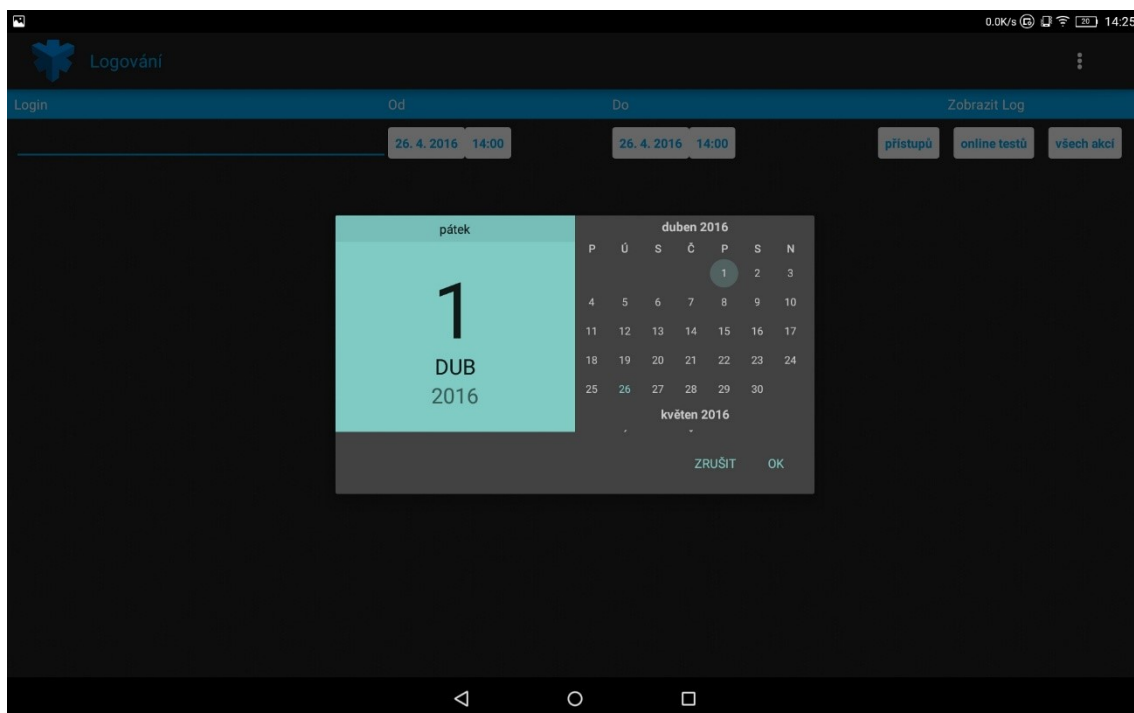 0.0K/s 20 14:25
Logování
Login Od Do Zobrazit Log
26. 4. 2016 14:00 26. 4. 2016 14:00 přístupů online testů všech akcí
pátek
1
DUB
2016
duben 2016
P Ú S Č P S N
1 2 3
4 5 6 7 8 9 10
11 12 13 14 15 16 17
18 19 20 21 22 23 24
25 26 27 28 29 30
květen 2016
ZRUŠIT OK